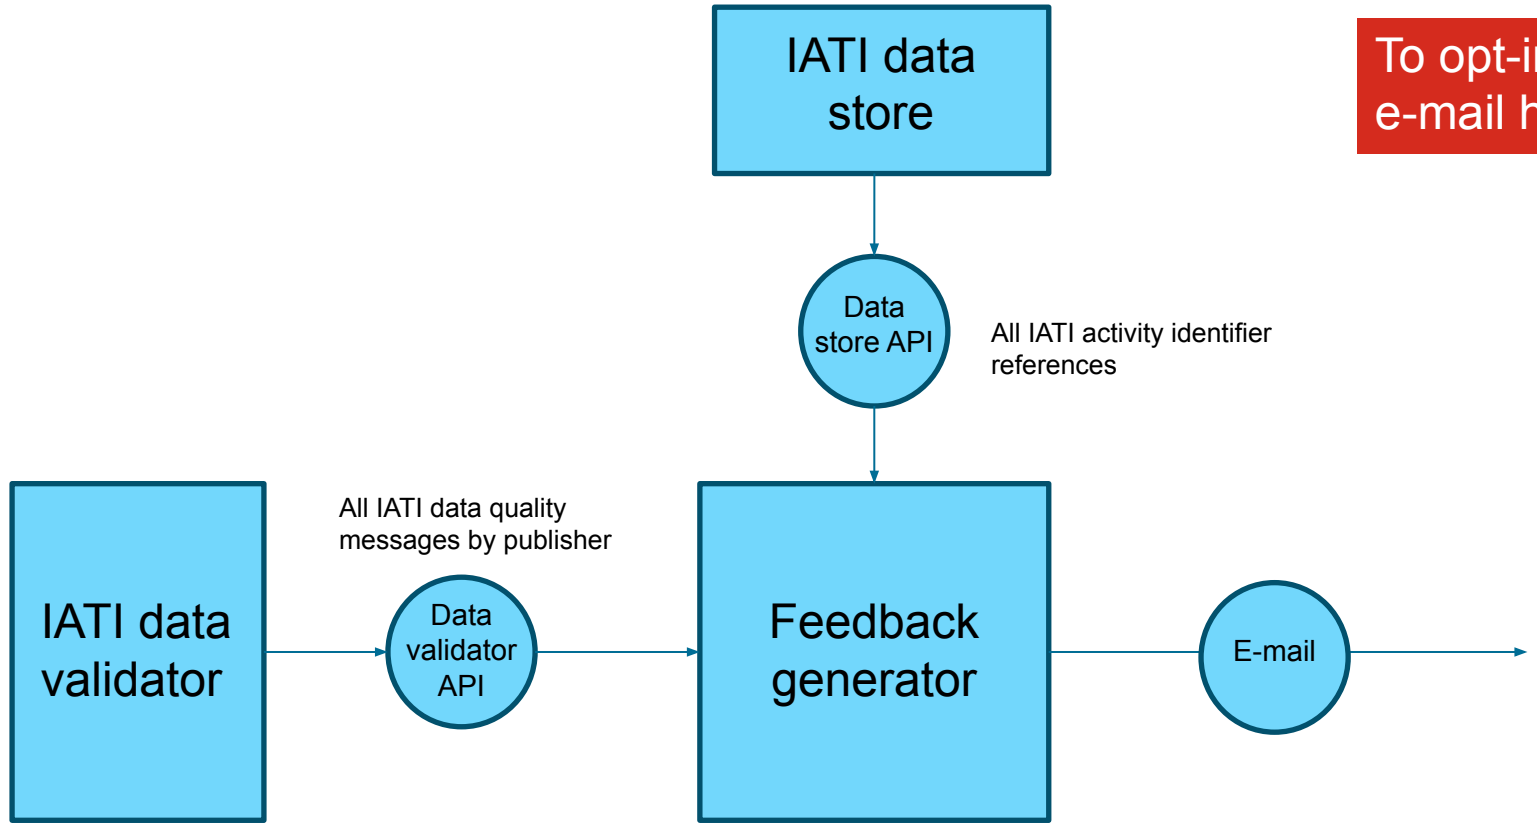 IATI data
store
To opt-in
e-mail h
Data
store API
All IATI activity identifier
references
All IATI data quality
messages by publisher
IATI data
validator
Data
validator
API
Feedback
generator
E-mail